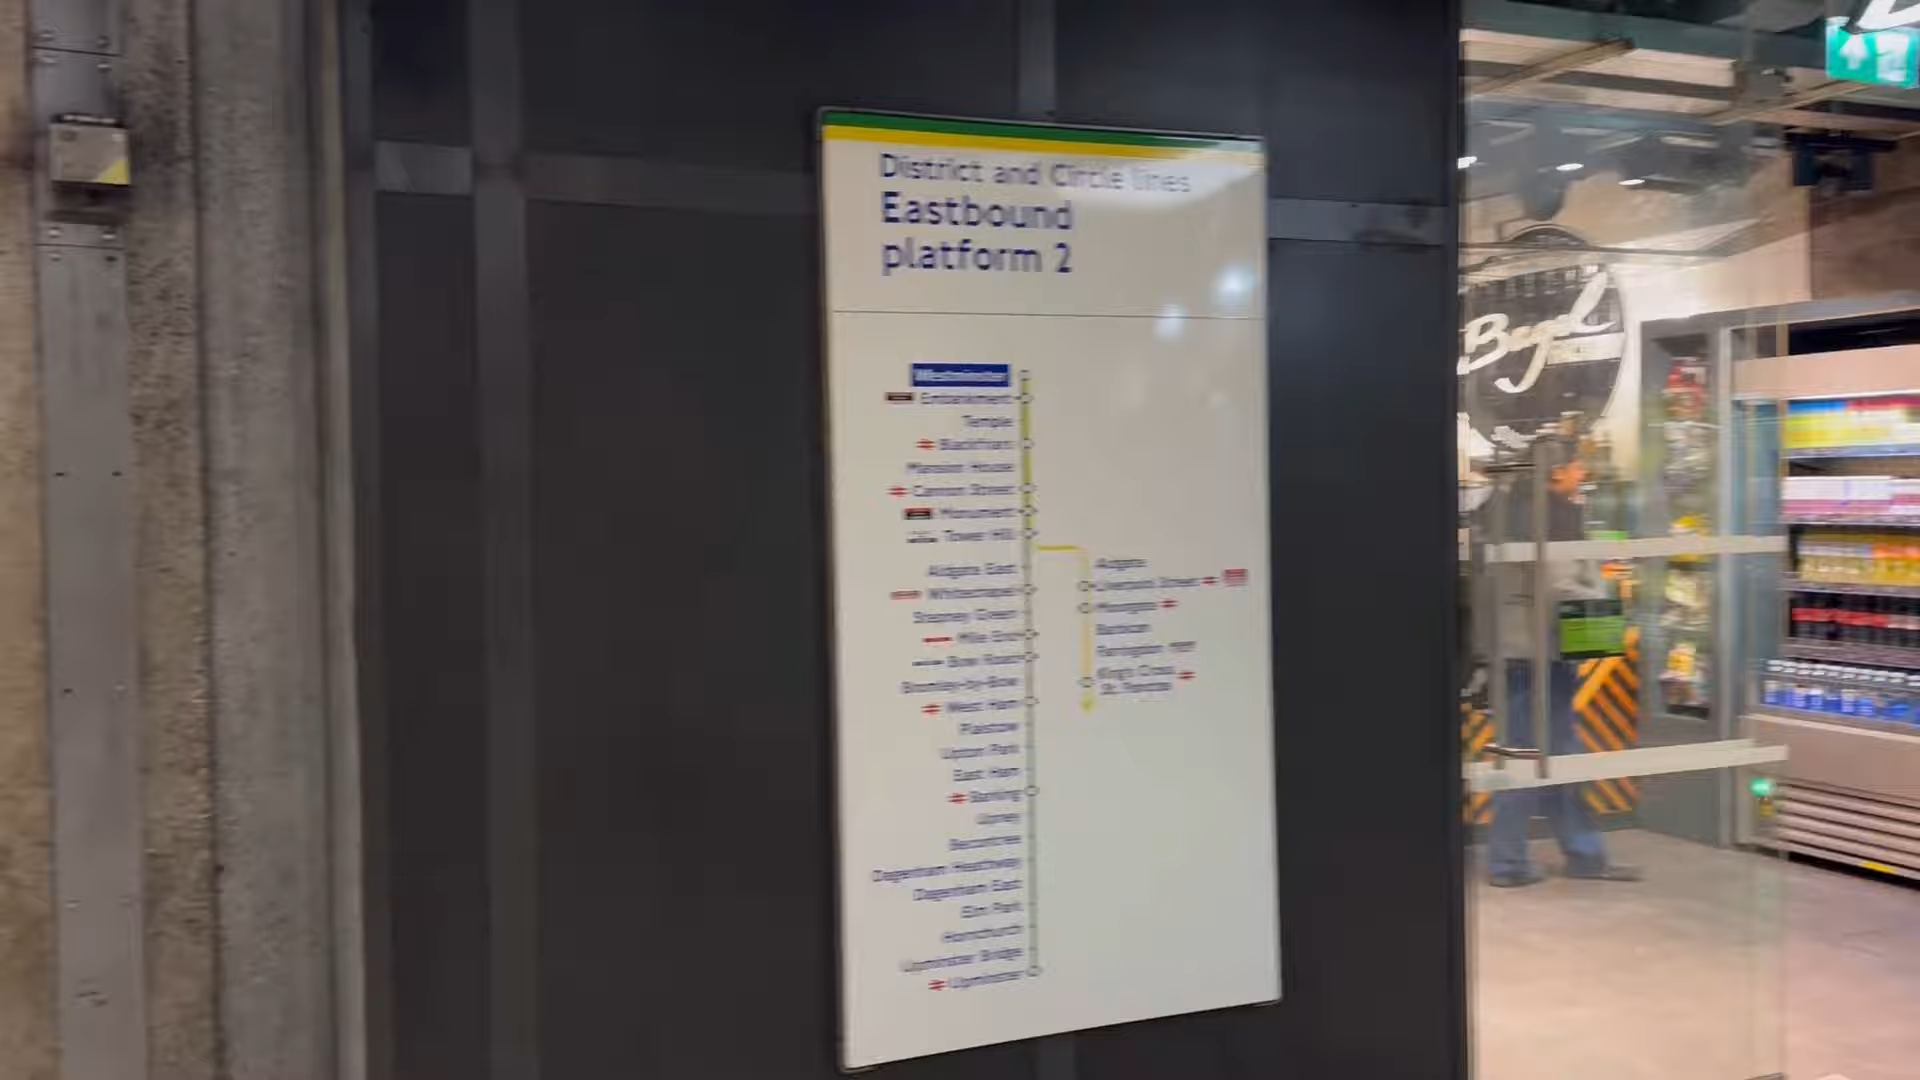 District and Circle lines
Eastbound
platform 2
Westminster
Embankment
Temple
Blackfriars
Mansion House
Cannon Street
Monument
Tower Hill
Aldgate East
Whitechapel
Stepney Green
Mile End
Bow Road
Bromley-by-Bow
West Ham
Plaistow
Upton Park
East Ham
Barking
Upney
Becontree
Dagenham Heathway
Dagenham East
Elm Park
Hornchurch
Upminster Bridge
Upminster
Aldgate
Liverpool Street
Moorgate
Barbican
Farringdon
King's Cross
St. Pancras
Bagel